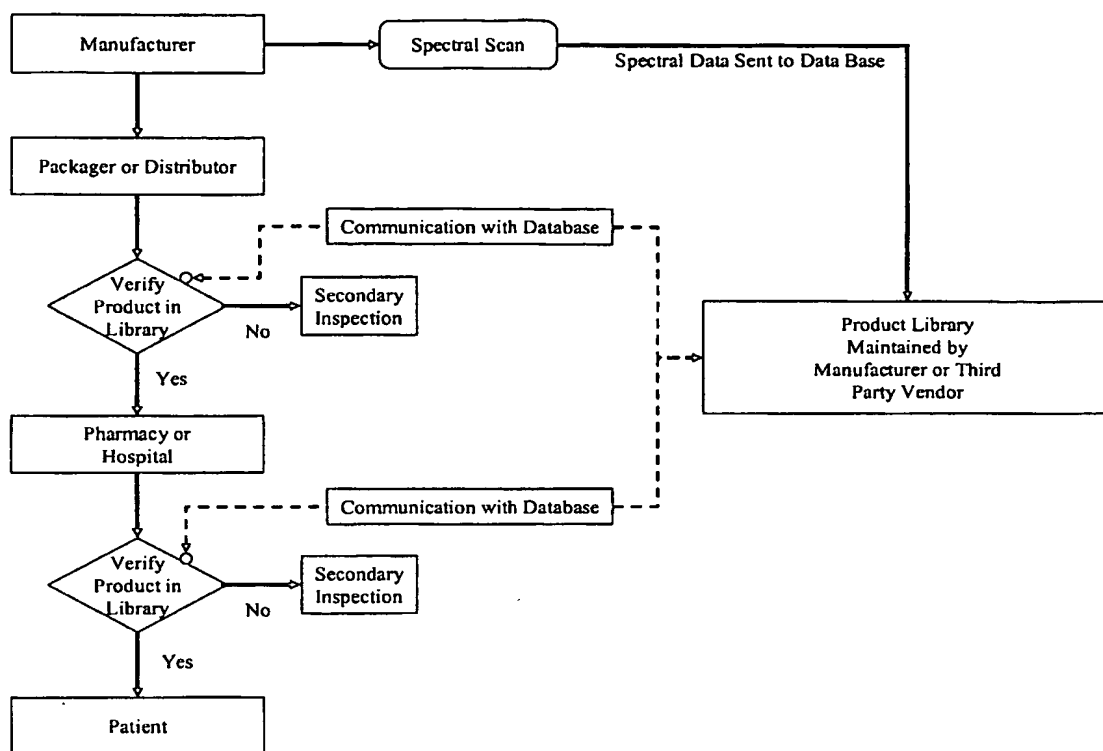 Manufacturer
Spectral Scan
Spectral Data Sent to Data Base
Packager or Distributor
Communication with Database
Verify
Product in
Library
No
Secondary
Inspection
Yes
Product Library
Maintained by
Manufacturer or Third
Party Vendor
Pharmacy or
Hospital
Communication with Database
Verify
Product in
Library
No
Secondary
Inspection
Yes
Patient